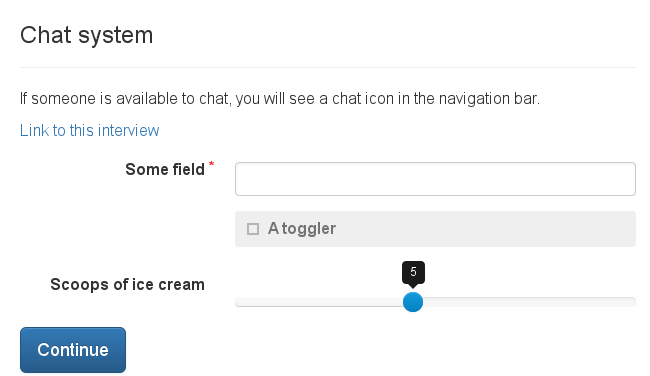 Chat system
If someone is available to chat, you will see a chat icon in the navigation bar.
Link to this interview
Some field *
A toggler
5
Scoops of ice cream
Continue